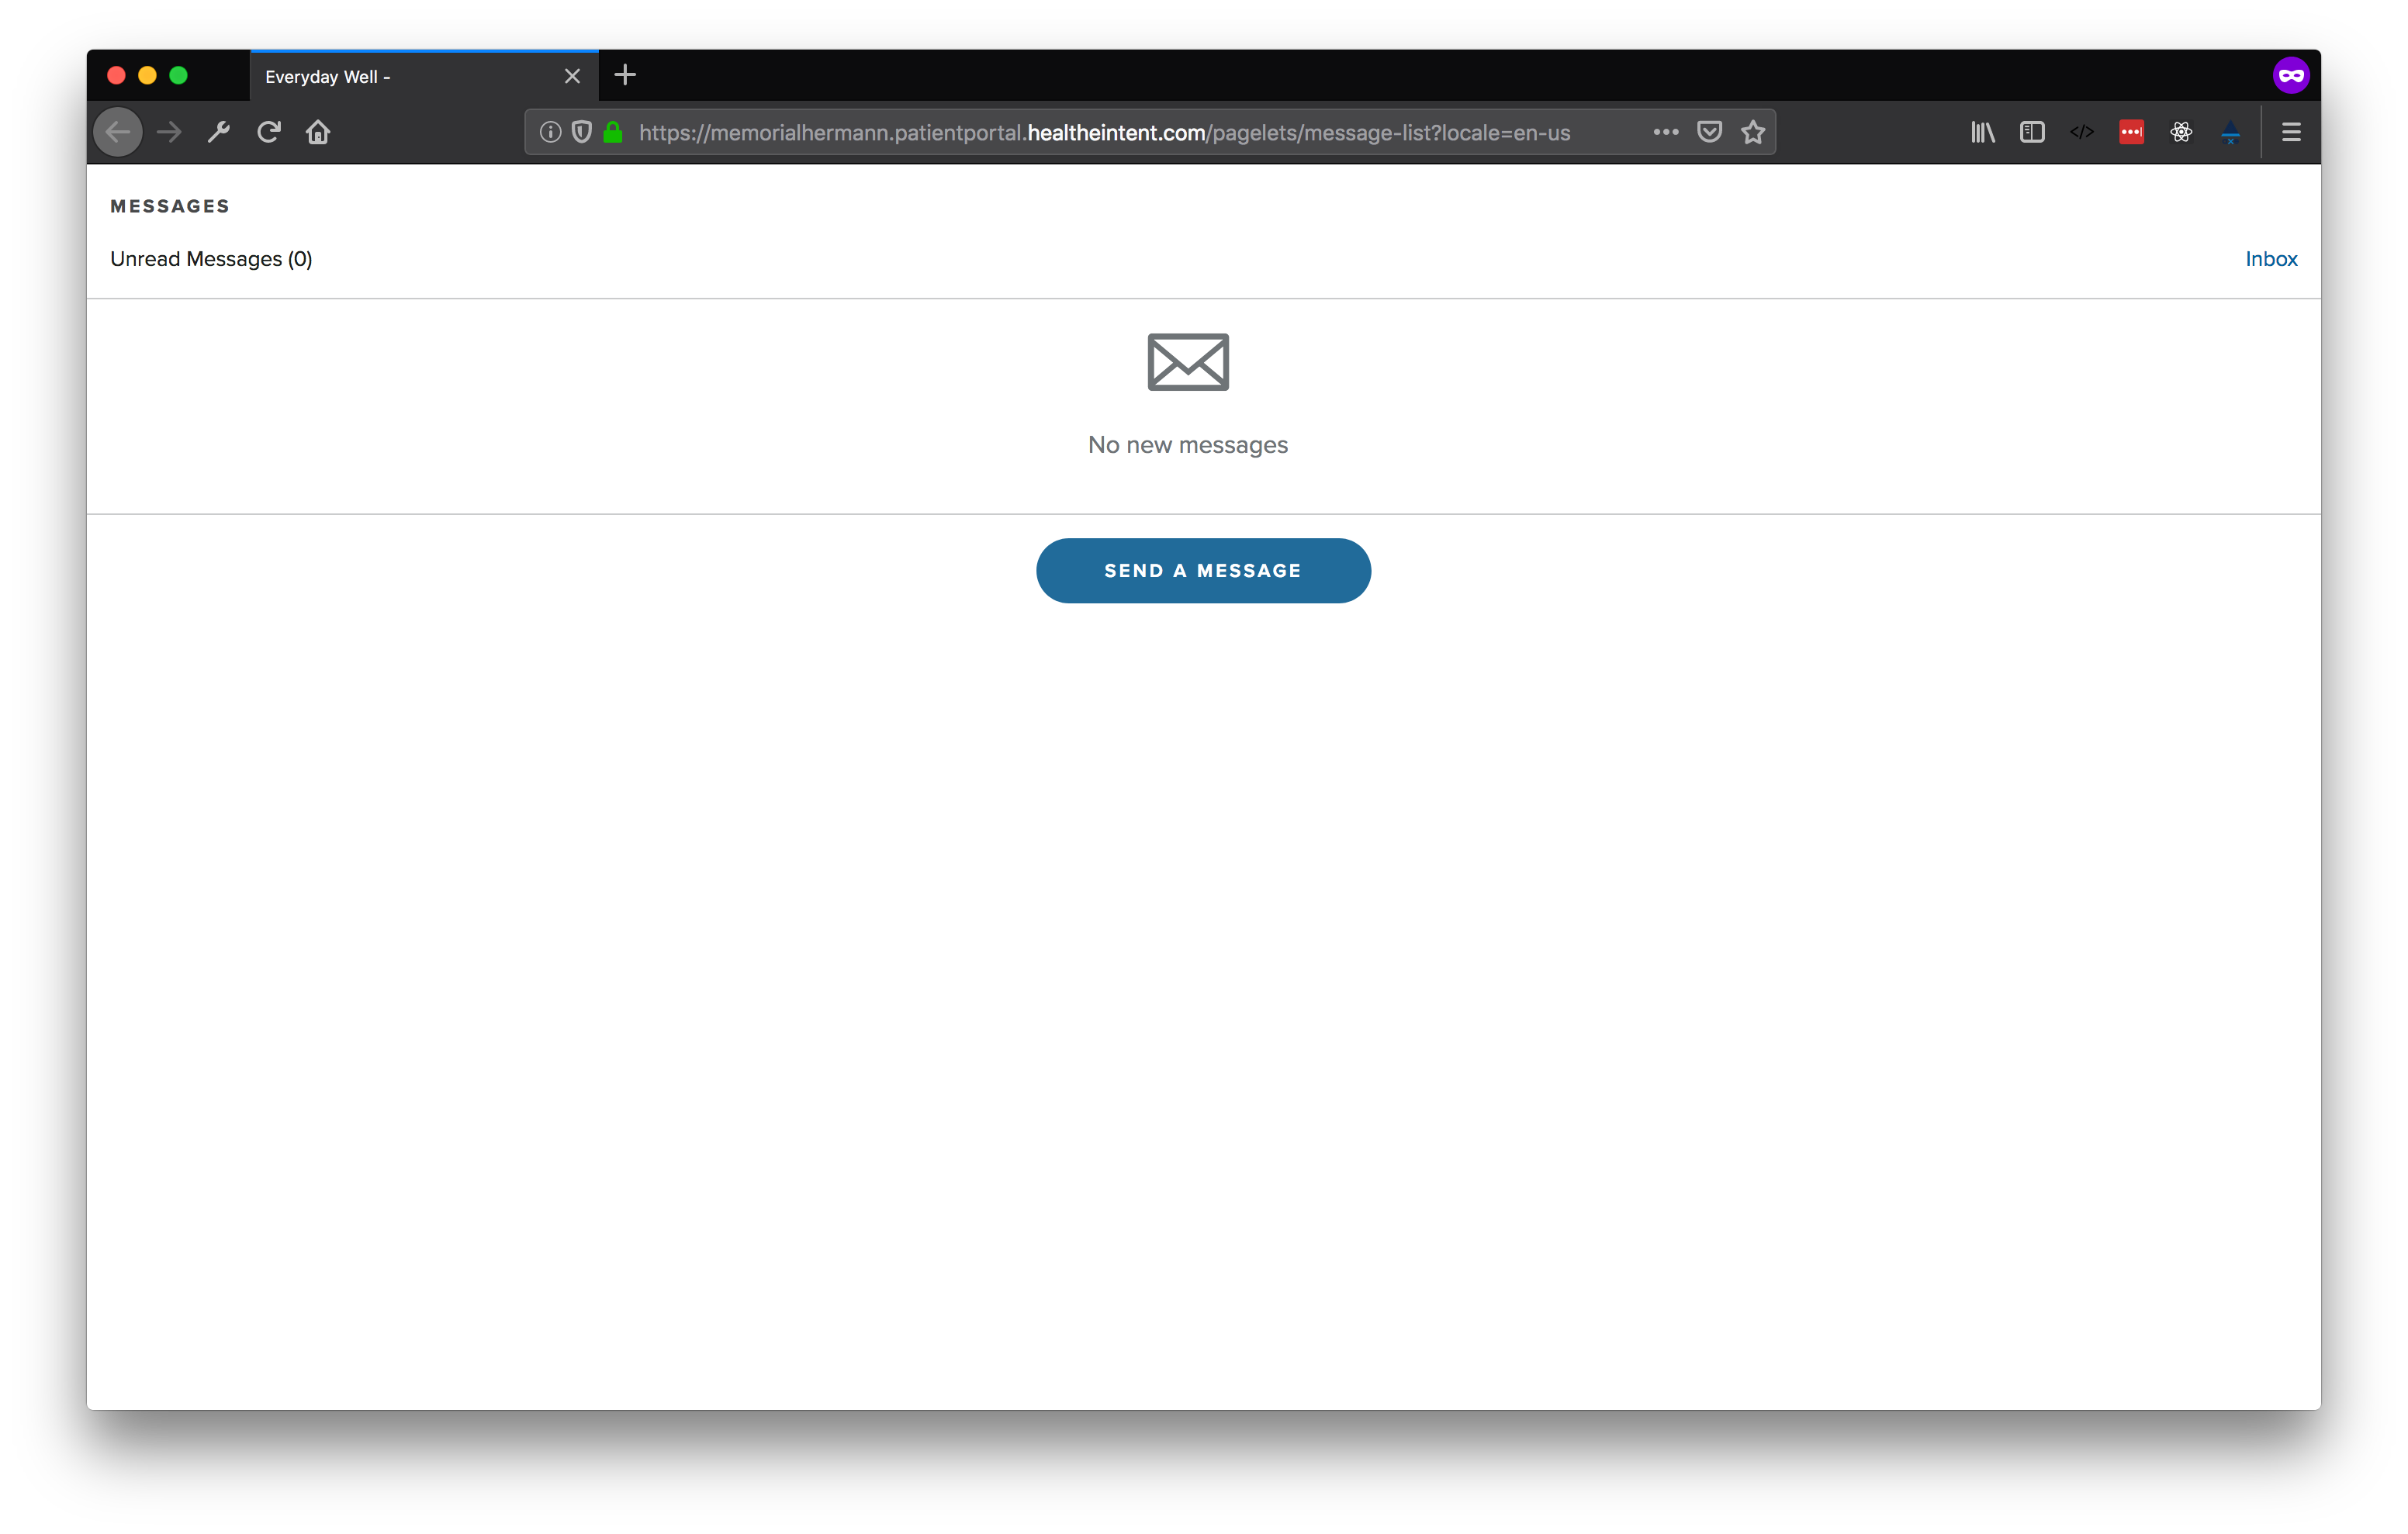 Everyday Well -
https://memorialhermann.patientportal.healtheintent.com/pagelets/message-list?locale=en-us
MESSAGES
Unread Messages (0)
Inbox
No new messages
SEND A MESSAGE